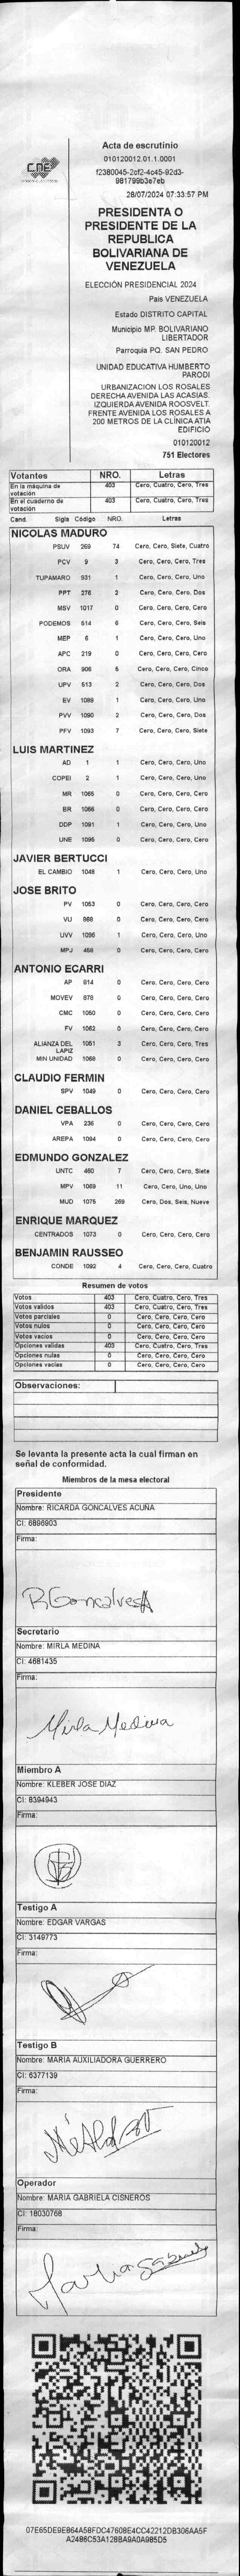 CNE
Acta de escrutinio
010120012.01.1.0001
f2380045-2cf2-4c45-92d3-
981799b3e7eb
28/07/2024 07:33:57 PM
PRESIDENTA O
PRESIDENTE DE LA
REPUBLICA
BOLIVARIANA DE
VENEZUELA
ELECCIÓN PRESIDENCIAL 2024
Pais VENEZUELA
Estado DISTRITO CAPITAL
Municipio MP. BOLIVARIANO
LIBERTADOR
Parroquia PQ. SAN PEDRO
UNIDAD EDUCATIVA HUMBERTO
PARODI
URBANIZACION LOS ROSALES
DERECHA AVENIDA LAS ACASIAS.
IZQUIERDA AVENIDA ROOSVELT.
FRENTE AVENIDA LOS ROSALES A
200 METROS DE LA CLINICA ATIA
EDIFICIO
010120012
751 Electores
Votantes NRO. Letras
En la máquina de votación 403 Cero, Cuatro, Cero, Tres
En el cuaderno de votación 403 Cero, Cuatro, Cero, Tres
Cand. Sigla Código NRO. Letras
NICOLAS MADURO
PSUV 269 74 Cero, Cero, Siete, Cuatro
PCV 9 3 Cero, Cero, Cero, Tres
TUPAMARO 931 1 Cero, Cero, Cero, Uno
PPT 276 2 Cero, Cero, Cero, Dos
MSV 1017 0 Cero, Cero, Cero, Cero
PODEMOS 514 6 Cero, Cero, Cero, Seis
MEP 6 1 Cero, Cero, Cero, Uno
APC 219 0 Cero, Cero, Cero, Cero
ORA 906 5 Cero, Cero, Cero, Cinco
UPV 513 2 Cero, Cero, Cero, Dos
EV 1089 1 Cero, Cero, Cero, Uno
PVV 1090 2 Cero, Cero, Cero, Dos
PFV 1093 7 Cero, Cero, Cero, Siete
LUIS MARTINEZ
AD 1 1 Cero, Cero, Cero, Uno
COPEI 2 1 Cero, Cero, Cero, Uno
MR 1065 0 Cero, Cero, Cero, Cero
BR 1066 0 Cero, Cero, Cero, Cero
DDP 1091 1 Cero, Cero, Cero, Uno
UNE 1095 0 Cero, Cero, Cero, Cero
JAVIER BERTUCCI
EL CAMBIO 1048 1 Cero, Cero, Cero, Uno
JOSE BRITO
PV 1053 0 Cero, Cero, Cero, Cero
VU 968 0 Cero, Cero, Cero, Cero
UVV 1096 1 Cero, Cero, Cero, Uno
MPJ 458 0 Cero, Cero, Cero, Cero
ANTONIO ECARRI
AP 814 0 Cero, Cero, Cero, Cero
MOVEV 878 0 Cero, Cero, Cero, Cero
CMC 1050 0 Cero, Cero, Cero, Cero
FV 1062 0 Cero, Cero, Cero, Cero
ALIANZA DEL LAPIZ 1051 3 Cero, Cero, Cero, Tres
MIN UNIDAD 1068 0 Cero, Cero, Cero, Cero
CLAUDIO FERMIN
SPV 1049 0 Cero, Cero, Cero, Cero
DANIEL CEBALLOS
VPA 236 0 Cero, Cero, Cero, Cero
AREPA 1094 0 Cero, Cero, Cero, Cero
EDMUNDO GONZALEZ
UNTC 460 7 Cero, Cero, Cero, Siete
MPV 1069 11 Cero, Cero, Uno, Uno
MUD 1075 269 Cero, Dos, Seis, Nueve
ENRIQUE MARQUEZ
CENTRADOS 1073 0 Cero, Cero, Cero, Cero
BENJAMIN RAUSSEO
CONDE 1092 4 Cero, Cero, Cero, Cuatro
Resumen de votos
Votos 403 Cero, Cuatro, Cero, Tres
Votos validos 403 Cero, Cuatro, Cero, Tres
Votos parciales 0 Cero, Cero, Cero, Cero
Votos nulos 0 Cero, Cero, Cero, Cero
Votos vacios 0 Cero, Cero, Cero, Cero
Opciones validas 403 Cero, Cuatro, Cero, Tres
Opciones nulas 0 Cero, Cero, Cero, Cero
Opciones vacias 0 Cero, Cero, Cero, Cero
Observaciones:
Se levanta la presente acta la cual firman en
señal de conformidad.
Miembros de la mesa electoral
Presidente
Nombre: RICARDA GONCALVES ACUÑA
CI: 6896903
Firma:
RGoncalvesA
Secretario
Nombre: MIRLA MEDINA
CI: 4681435
Firma:
Mirla Medina
Miembro A
Nombre: KLEBER JOSE DIAZ
CI: 8394943
Firma:
Testigo A
Nombre: EDGAR VARGAS
CI: 3149773
Firma:
Testigo B
Nombre: MARIA AUXILIADORA GUERRERO
CI: 6377139
Firma:
Operador
Nombre: MARIA GABRIELA CISNEROS
CI: 18030768
Firma:
07E65DE9E864A58FDC47608E4CC42212DB306AA5F
A2486C53A128BA9A0A985D5